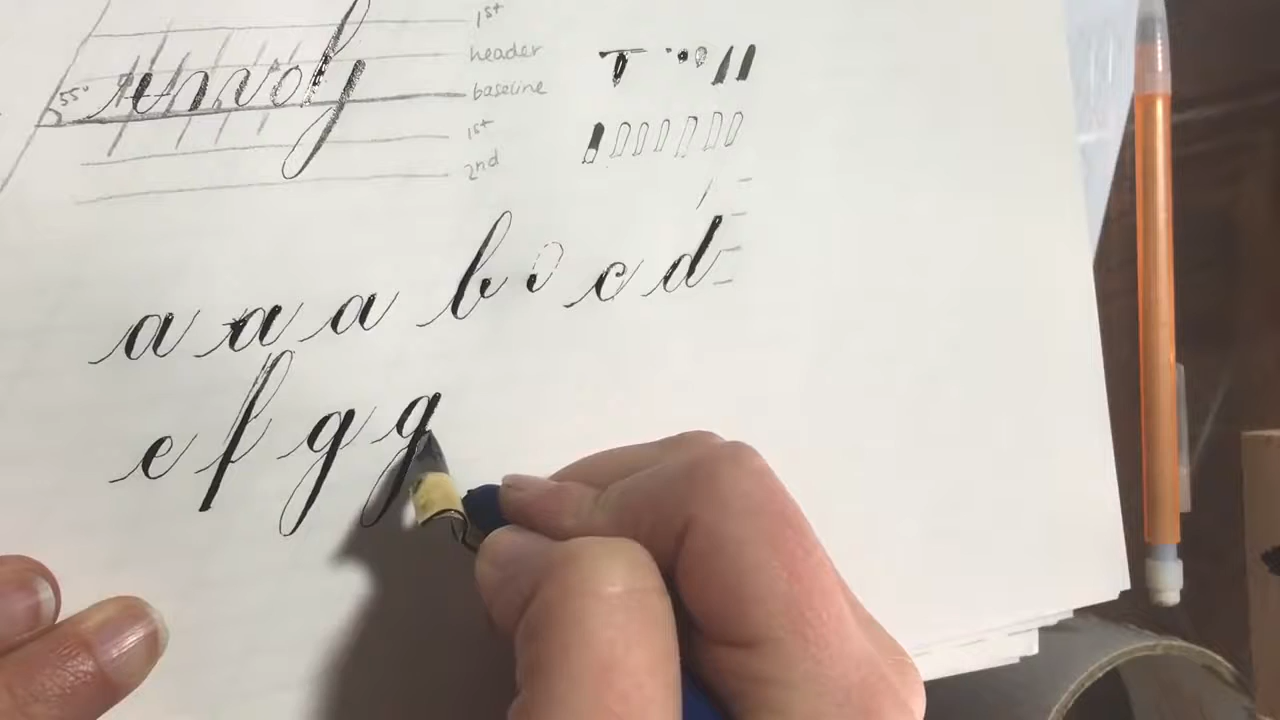 1st
header
55° baseline
1st
2nd
a a a b c d
e f g g